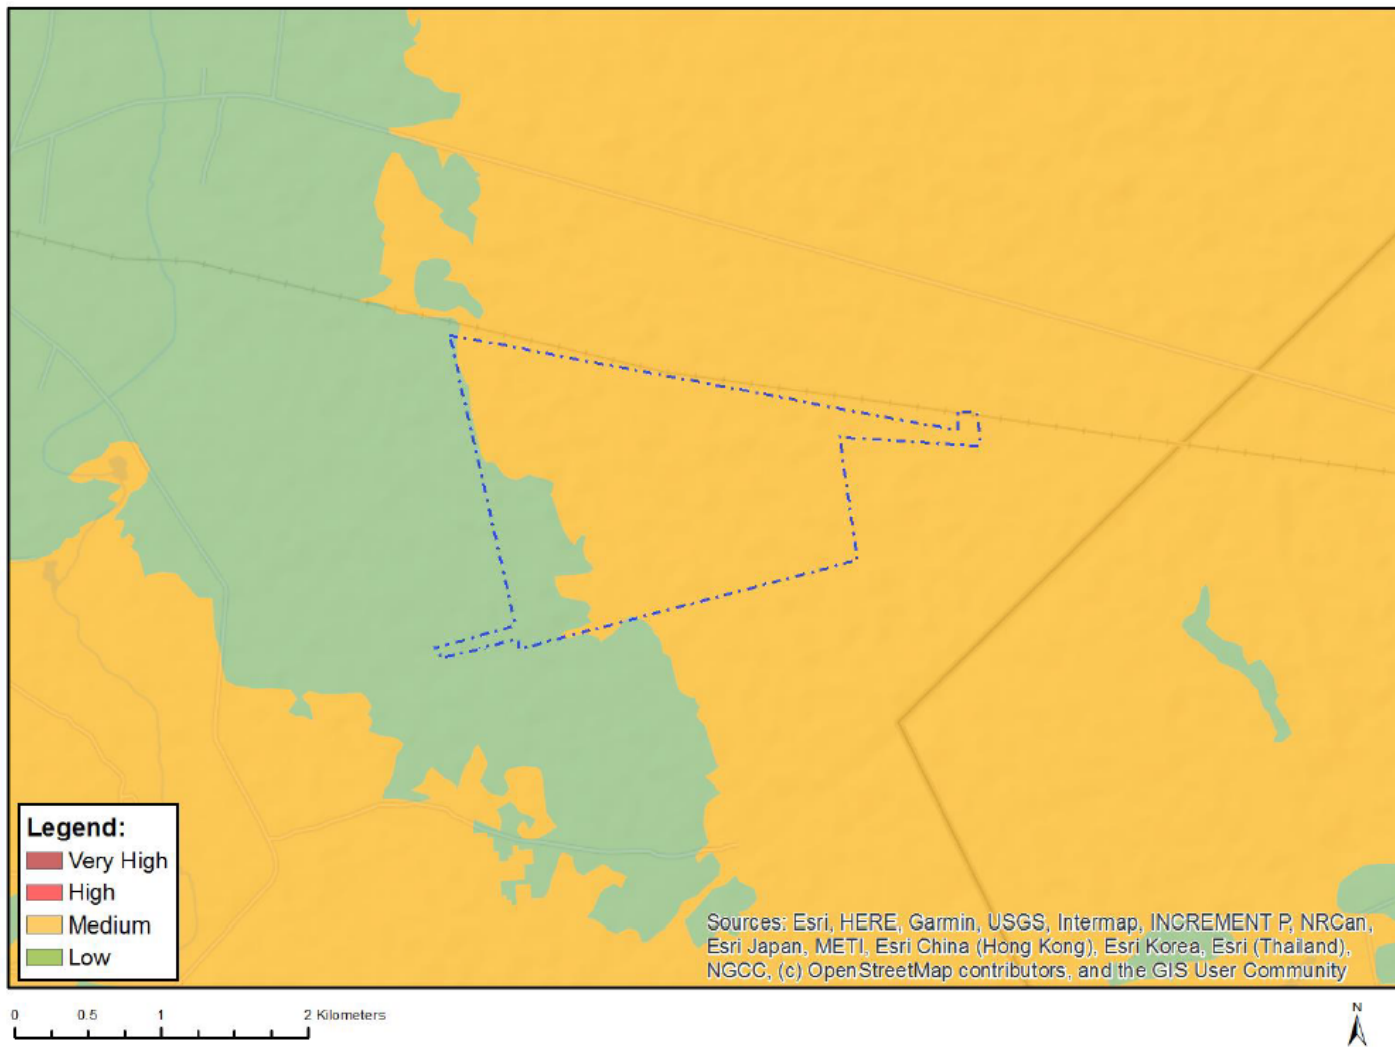 Legend:
Very High
High
Medium
Low
Sources: Esri, HERE, Garmin, USGS, Intermap, INCREMENT P, NRCan,
Esri Japan, METI, Esri China (Hong Kong), Esri Korea, Esri (Thailand),
NGCC, (c) OpenStreetMap contributors, and the GIS User Community
0 0.5 1 2 Kilometers
N